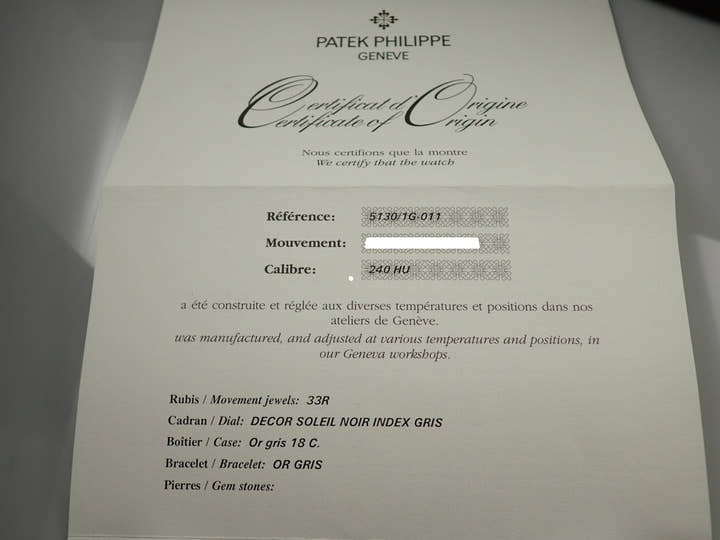 PATEK PHILIPPE
GENEVE
Certificat d'Origine
Certificate of Origin
Nous certifions que la montre
We certify that the watch
Référence: 5130/1G-011
Mouvement:
Calibre: 240 HU
a été construite et réglée aux diverses températures et positions dans nos
ateliers de Genève.
was manufactured, and adjusted at various temperatures and positions, in
our Geneva workshops.
Rubis / Movement jewels: 33R
Cadran / Dial: DECOR SOLEIL NOIR INDEX GRIS
Boîtier / Case: Or gris 18 C.
Bracelet / Bracelet: OR GRIS
Pierres / Gem stones: